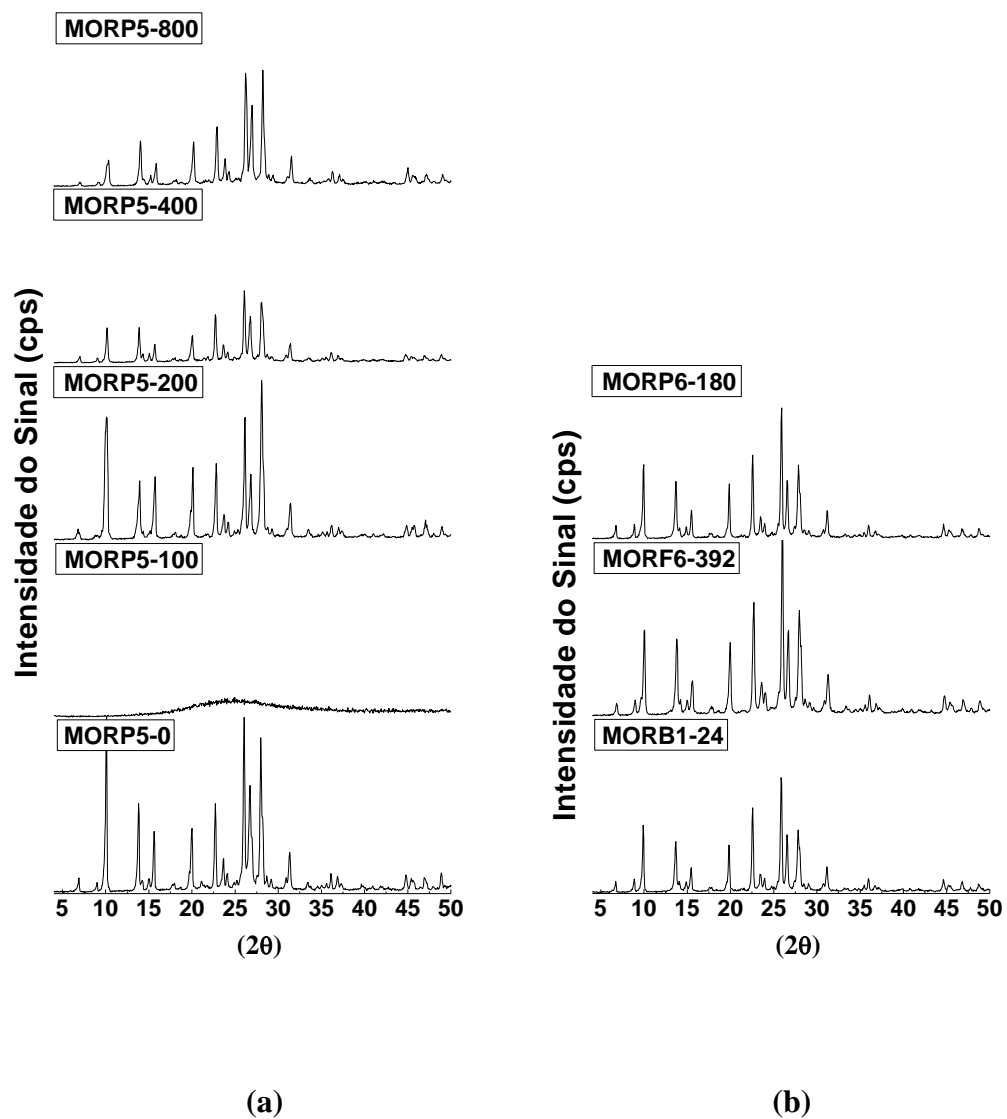 MORP5-800
MORP5-400
MORP5-200
MORP5-100
MORP5-0
Intensidade do Sinal (cps)
5 10 15 20 25 30 35 40 45 50
(2θ)
(a)
MORP6-180
MORF6-392
MORB1-24
Intensidade do Sinal (cps)
5 10 15 20 25 30 35 40 45 50
(2θ)
(b)